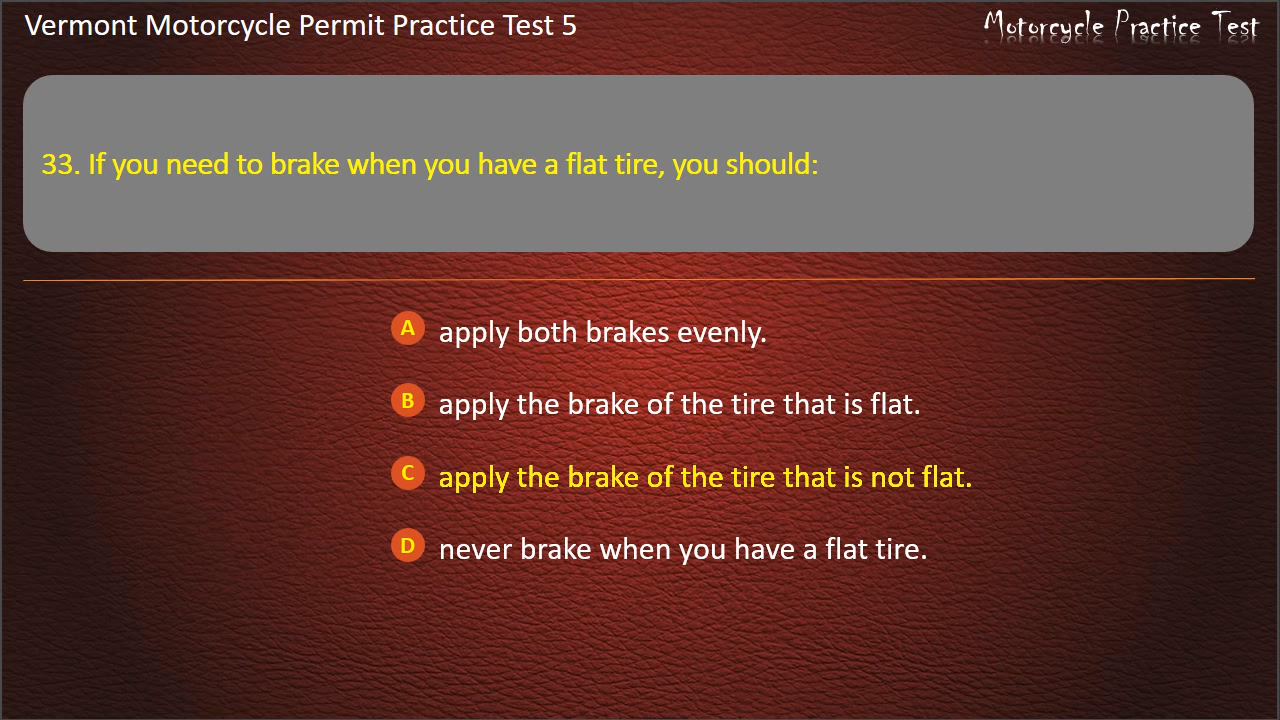 Vermont Motorcycle Permit Practice Test 5
Motorcycle Practice Test
33. If you need to brake when you have a flat tire, you should:
A apply both brakes evenly.
B apply the brake of the tire that is flat.
C apply the brake of the tire that is not flat.
D never brake when you have a flat tire.